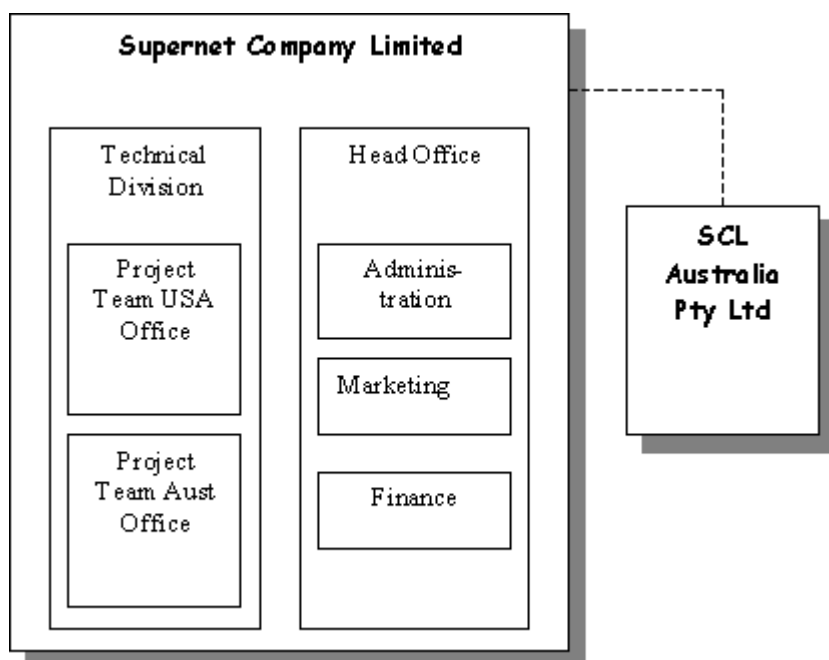 Supernet Company Limited
Technical
Division
Project
Team USA
Office
Project
Team Aust
Office
Head Office
Adminis-
tration
Marketing
Finance
SCL
Australia
Pty Ltd